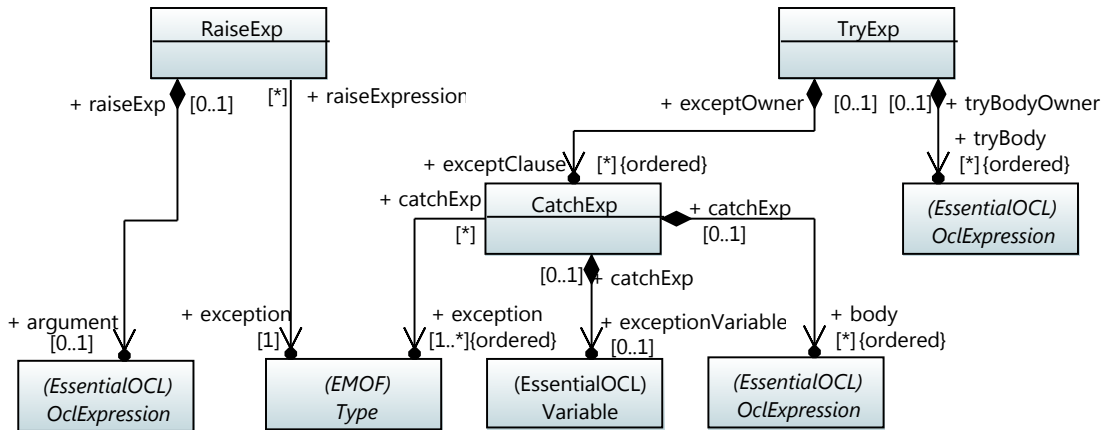 RaiseExp
TryExp
+ raiseExp
[0..1]
[*]
+ raiseExpression
+ exceptOwner
[0..1]
[0..1]
+ tryBodyOwner
+ tryBody
[*]{ordered}
+ exceptClause
[*]{ordered}
+ catchExp
[*]
CatchExp
+ catchExp
[0..1]
(EssentialOCL)
OclExpression
[0..1]
+ catchExp
+ argument
[0..1]
+ exception
[1]
+ exception
[1..*]{ordered}
+ exceptionVariable
[0..1]
+ body
[*]{ordered}
(EssentialOCL)
OclExpression
(EMOF)
Type
(EssentialOCL)
Variable
(EssentialOCL)
OclExpression